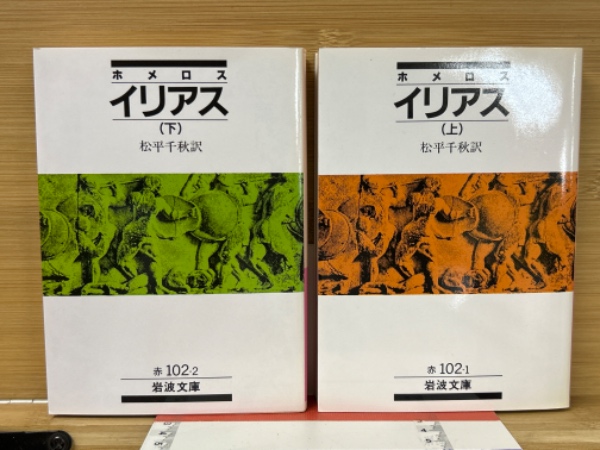 ホメロス
イリアス
(下)
松平千秋訳
赤 102-2
岩波文庫
ホメロス
イリアス
(上)
松平千秋訳
赤 102-1
岩波文庫